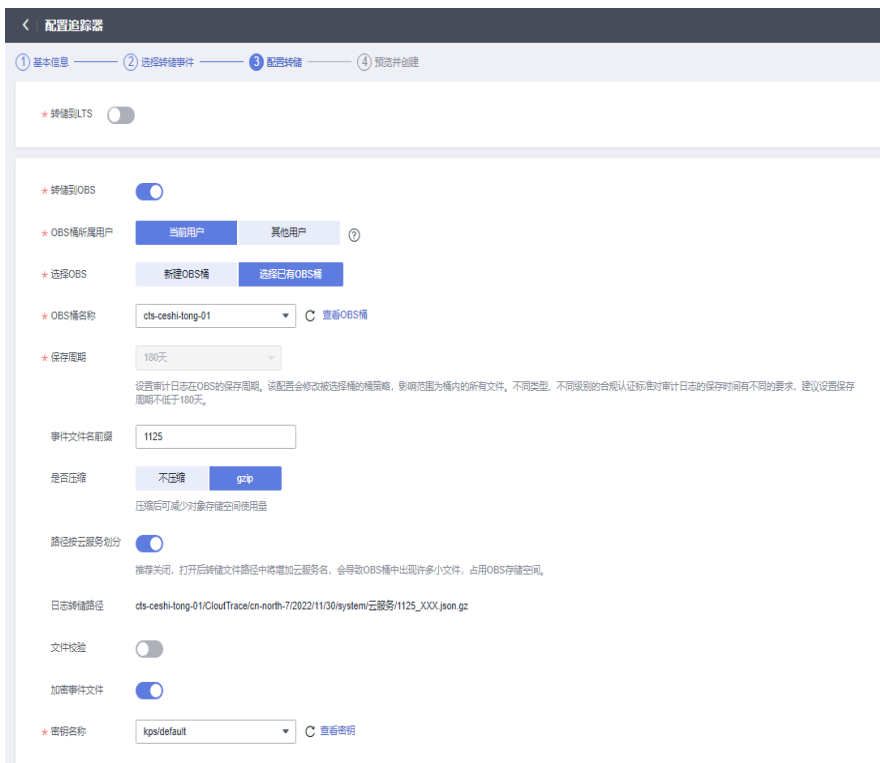 配置追踪器
1 基本信息 2 选择转储事件 3 配置转储 4 预览并创建
* 转储到LTS
* 转储到OBS
* OBS桶所属用户 当前用户 其他用户 ?
* 选择OBS 新建OBS桶 选择已有OBS桶
* OBS桶名称 cts-ceshi-tong-01 查看OBS桶
* 保存周期 180天
设置审计日志在OBS的保存周期。该配置会修改被选择桶的桶策略，影响范围为桶内的所有文件。不同类型、不同级别的合规认证标准对审计日志的保存时间有不同的要求，建议设置保存
周期不低于180天。
事件文件名前缀 1125
是否压缩 不压缩 gzip
压缩后可减少对象存储空间使用量
路径按云服务划分
推荐关闭，打开后转储文件路径中将增加云服务名，会导致OBS桶中出现许多小文件，占用OBS存储空间。
日志转储路径 cts-ceshi-tong-01/CloutTrace/cn-north-7/2022/11/30/system/云服务/1125_XXX.json.gz
文件校验
加密事件文件
* 密钥名称 kps/default 查看密钥